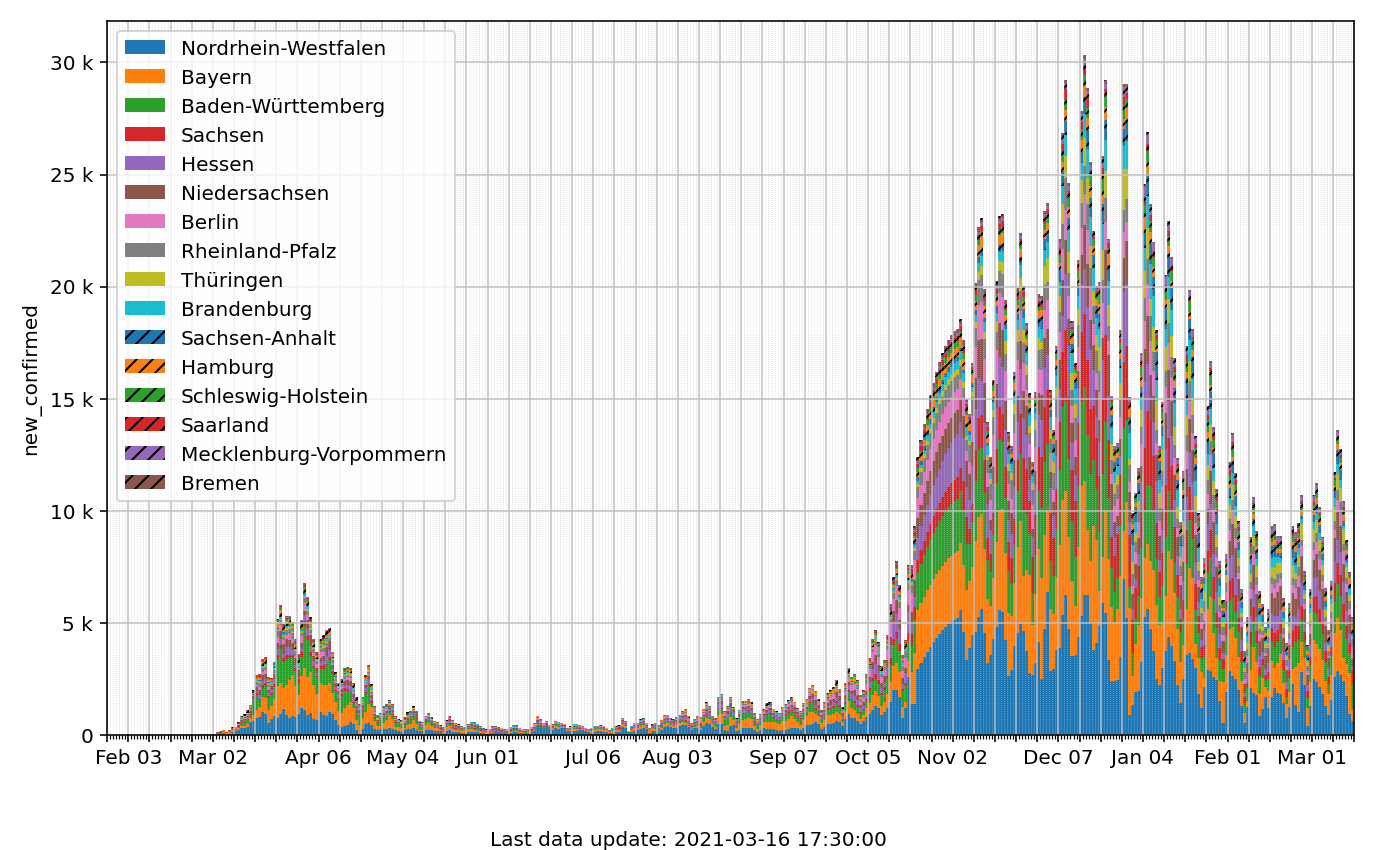 new_confirmed
30 k
25 k
20 k
15 k
10 k
5 k
0
Nordrhein-Westfalen
Bayern
Baden-Württemberg
Sachsen
Hessen
Niedersachsen
Berlin
Rheinland-Pfalz
Thüringen
Brandenburg
Sachsen-Anhalt
Hamburg
Schleswig-Holstein
Saarland
Mecklenburg-Vorpommern
Bremen
Feb 03 Mar 02 Apr 06 May 04 Jun 01 Jul 06 Aug 03 Sep 07 Oct 05 Nov 02 Dec 07 Jan 04 Feb 01 Mar 01
Last data update: 2021-03-16 17:30:00